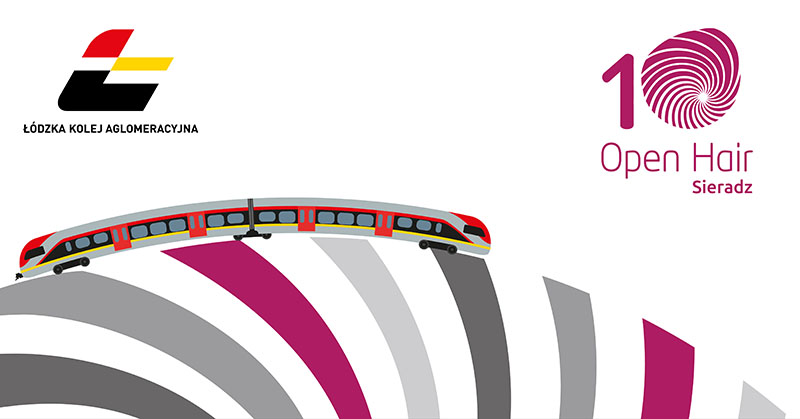 ŁÓDZKA KOLEJ AGLOMERACYJNA
10
Open Hair
Sieradz